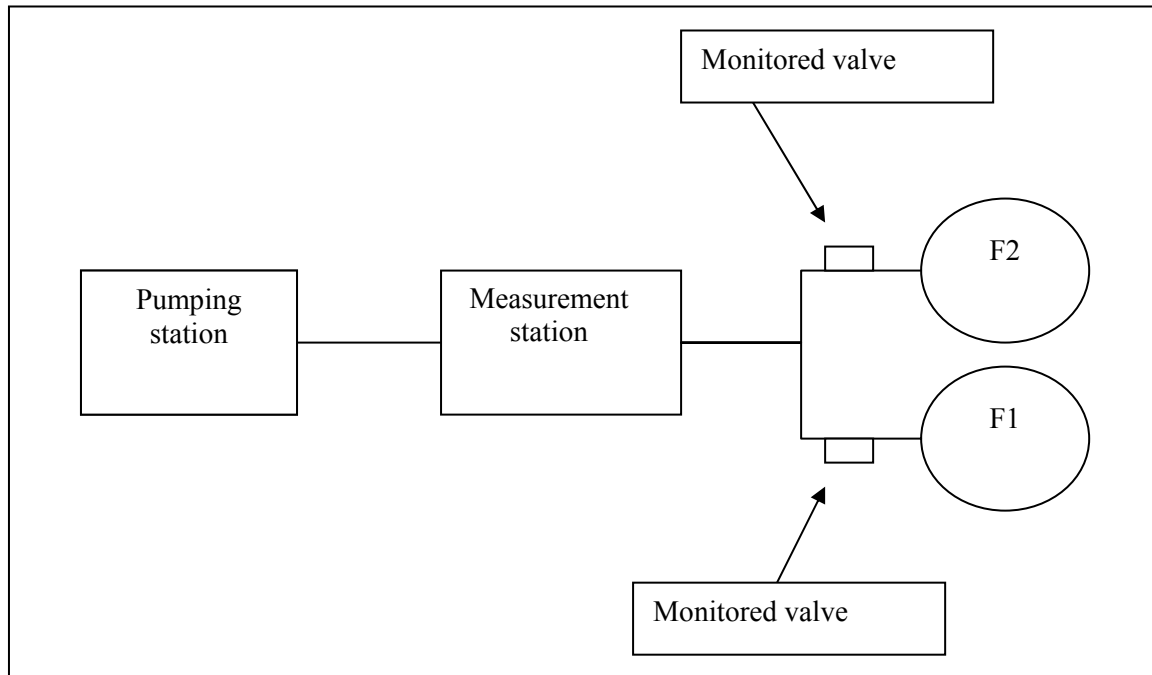 Monitored valve
F2
Pumping
station
Measurement
station
F1
Monitored valve